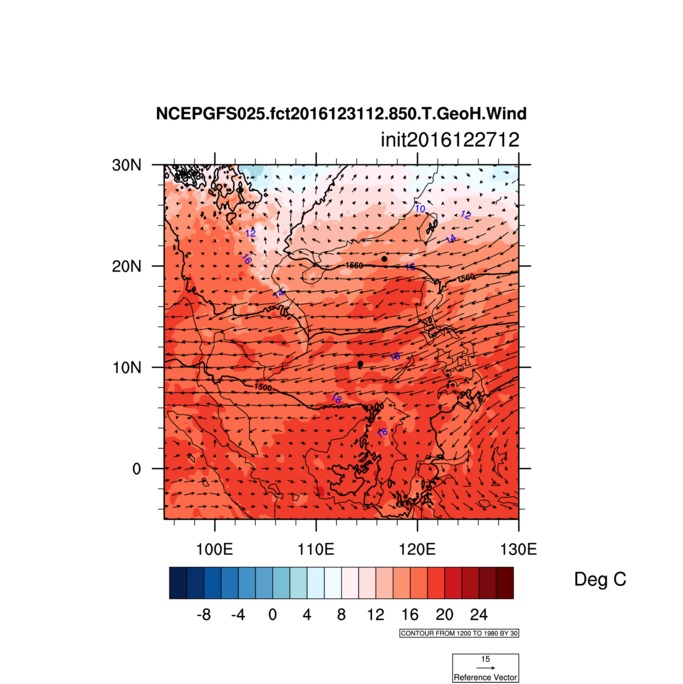 NCEPGFS025.fct2016123112.850.T.GeoH.Wind
init2016122712
30N
10
12
12
14
16
20N
1560
16
1560
14
16
10N
1500
18
18
0
100E
110E
120E
130E
Deg C
-8 -4 0 4 8 12 16 20 24
CONTOUR FROM 1200 TO 1980 BY 30
15
Reference Vector